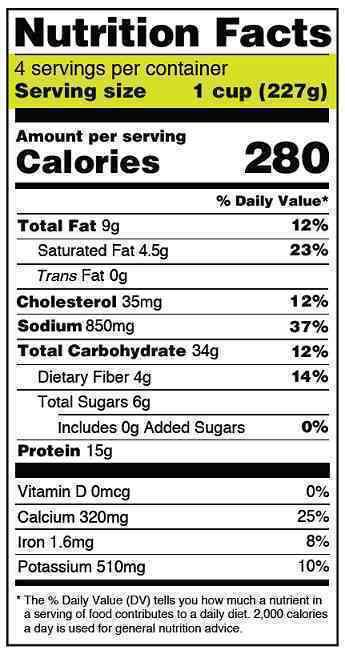 Nutrition Facts
4 servings per container
Serving size 1 cup (227g)
Amount per serving
Calories 280
% Daily Value*
Total Fat 9g 12%
Saturated Fat 4.5g 23%
Trans Fat 0g
Cholesterol 35mg 12%
Sodium 850mg 37%
Total Carbohydrate 34g 12%
Dietary Fiber 4g 14%
Total Sugars 6g
Includes 0g Added Sugars 0%
Protein 15g
Vitamin D 0mcg 0%
Calcium 320mg 25%
Iron 1.6mg 8%
Potassium 510mg 10%
* The % Daily Value (DV) tells you how much a nutrient in
a serving of food contributes to a daily diet. 2,000 calories
a day is used for general nutrition advice.